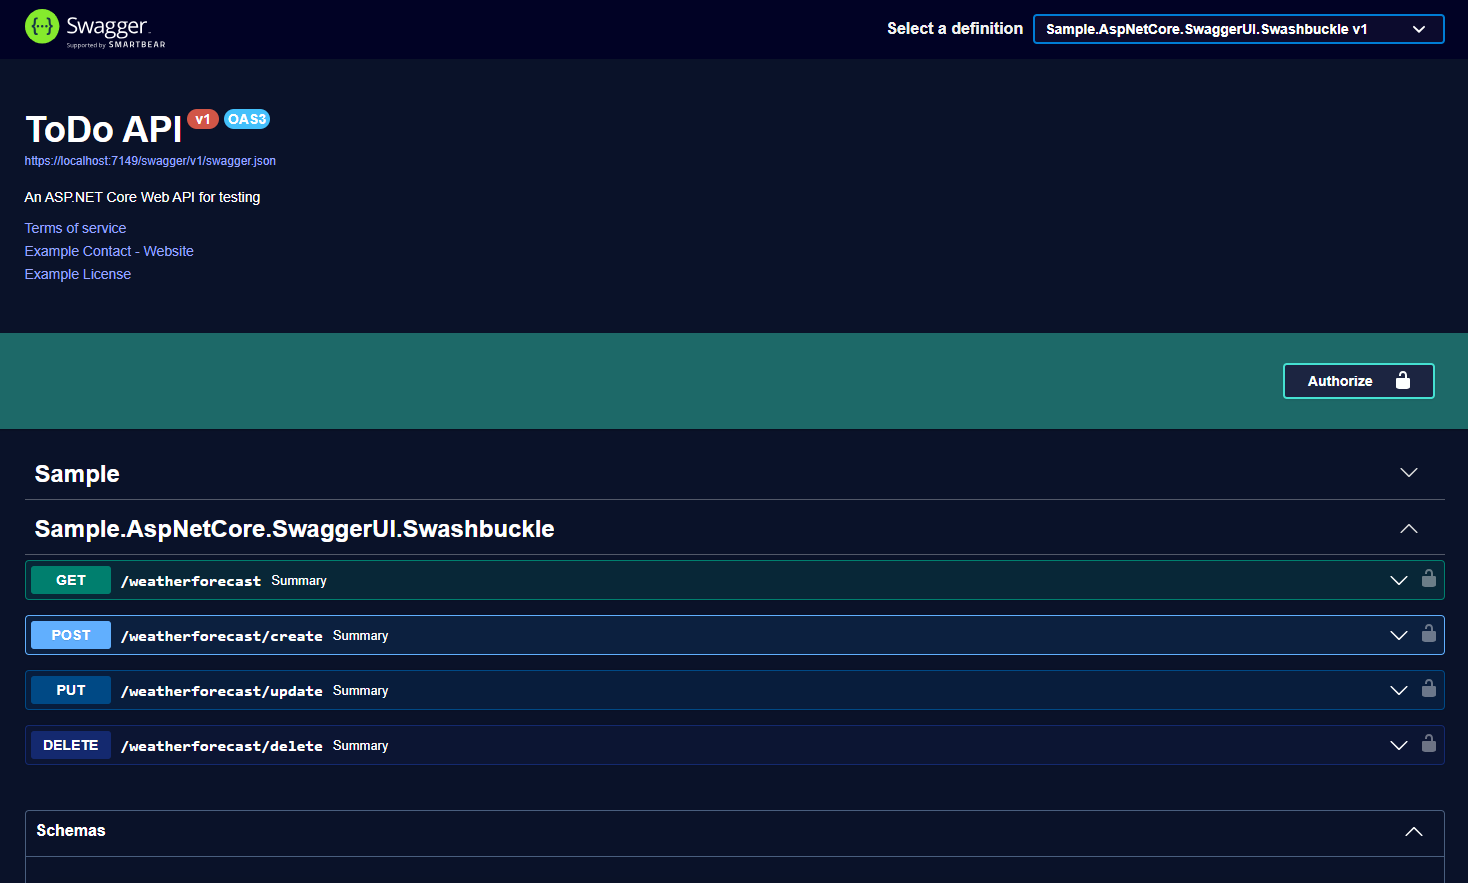 Swagger
Supported by SMARTBEAR
Select a definition
Sample.AspNetCore.SwaggerUI.Swashbuckle v1
ToDo API v1 OAS3
https://localhost:7149/swagger/v1/swagger.json
An ASP.NET Core Web API for testing
Terms of service
Example Contact - Website
Example License
Authorize
Sample
Sample.AspNetCore.SwaggerUI.Swashbuckle
GET /weatherforecast Summary
POST /weatherforecast/create Summary
PUT /weatherforecast/update Summary
DELETE /weatherforecast/delete Summary
Schemas